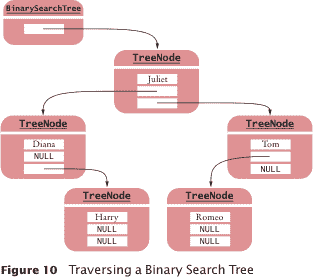 BinarySearchTree
TreeNode
Juliet
TreeNode
Diana
NULL
TreeNode
Tom
NULL
TreeNode
Harry
NULL
NULL
TreeNode
Romeo
NULL
NULL
Figure 10 Traversing a Binary Search Tree